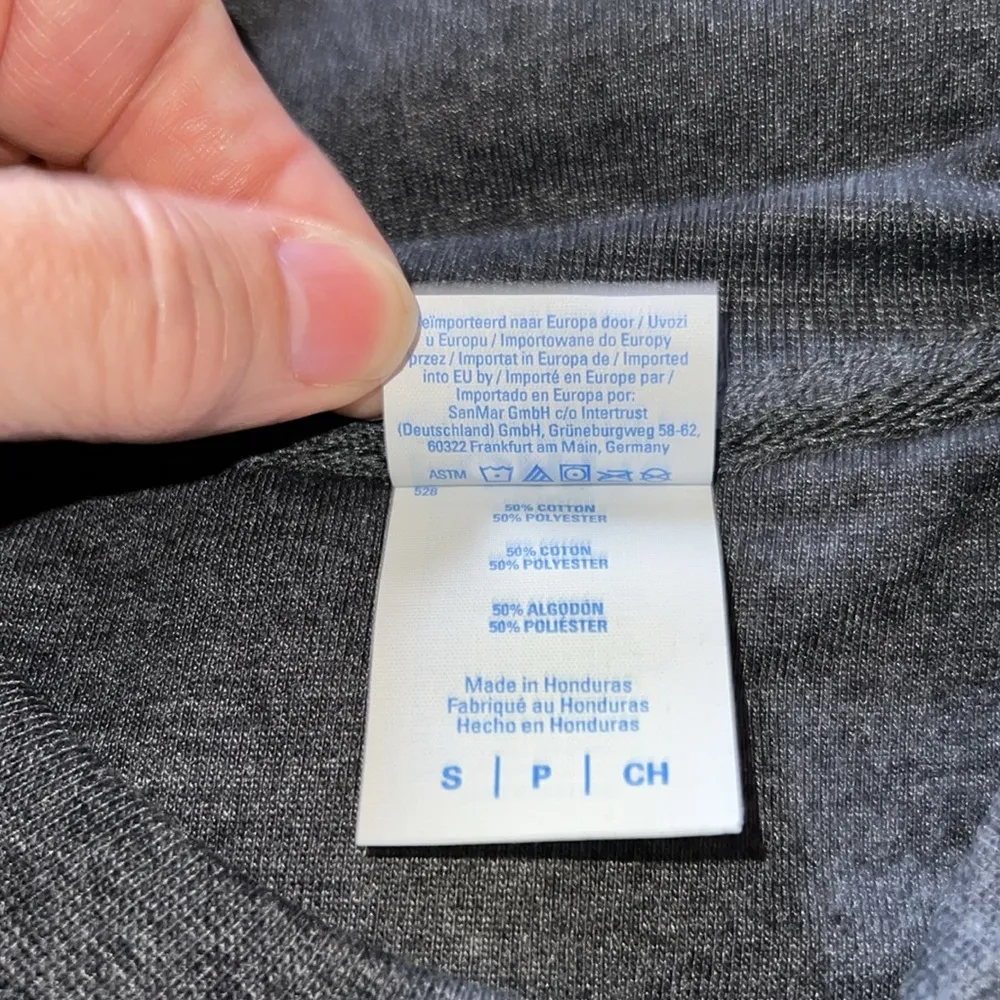 eïmporteerd naar Europa door / Uvozi
u Europu / Importowane do Europy
przez / Importat in Europa de / Imported
into EU by / Importé en Europe par /
Importado en Europa por:
SanMar GmbH c/o Intertrust
(Deutschland) GmbH, Grüneburgweg 58-62,
60322 Frankfurt am Main, Germany
ASTM
528
50% COTTON
50% POLYESTER
50% COTON
50% POLYESTER
50% ALGODÓN
50% POLIÉSTER
Made in Honduras
Fabriqué au Honduras
Hecho en Honduras
S | P | CH